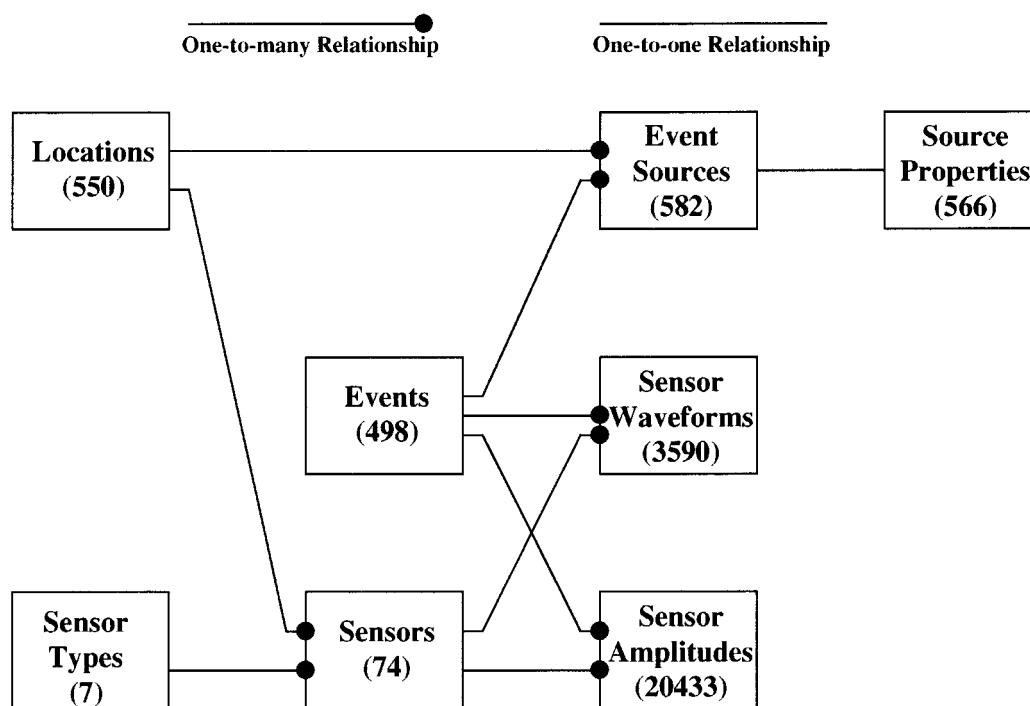 One-to-many Relationship
One-to-one Relationship
Locations
(550)
Event
Sources
(582)
Source
Properties
(566)
Events
(498)
Sensor
Waveforms
(3590)
Sensor
Types
(7)
Sensors
(74)
Sensor
Amplitudes
(20433)